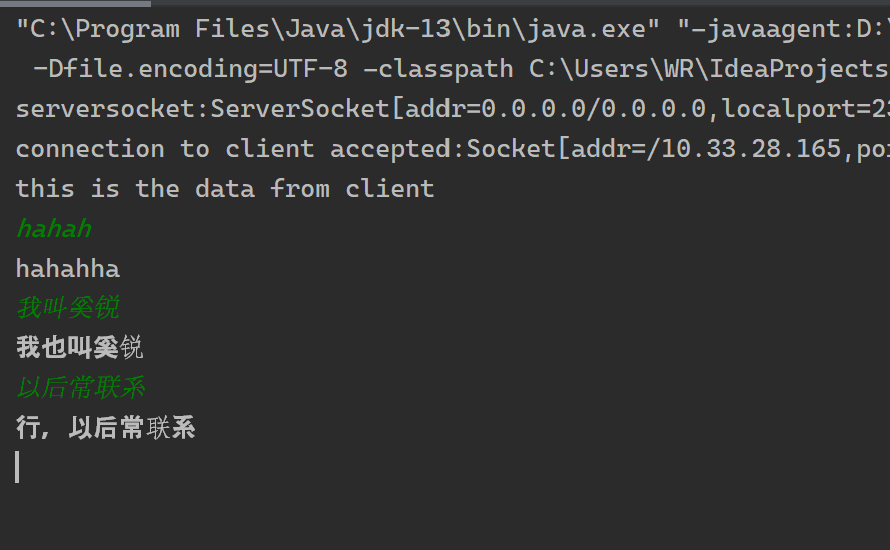 "C:\Program Files\Java\jdk-13\bin\java.exe" "-javaagent:D:\
-Dfile.encoding=UTF-8 -classpath C:\Users\WR\IdeaProjects
serversocket:ServerSocket[addr=0.0.0.0/0.0.0.0,localport=23
connection to client accepted:Socket[addr=/10.33.28.165,po
this is the data from client
hahah
hahahha
我叫奚锐
我也叫奚锐
以后常联系
行，以后常联系